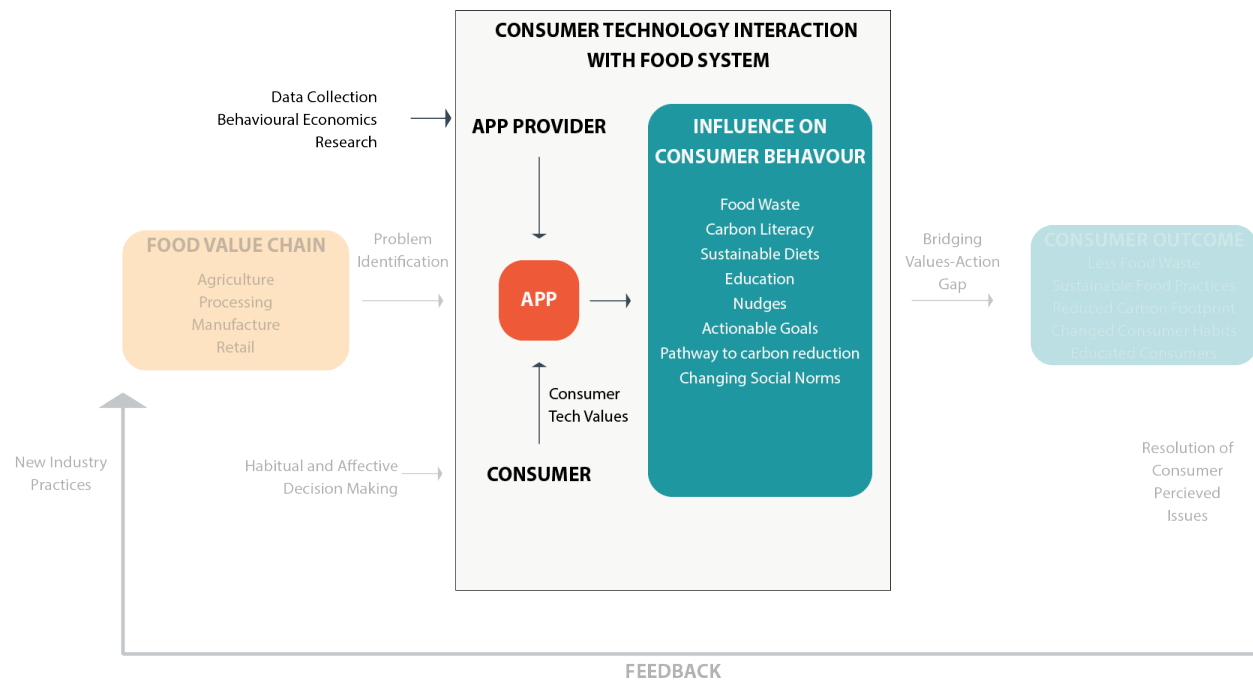 CONSUMER TECHNOLOGY INTERACTION
WITH FOOD SYSTEM
Data Collection
Behavioural Economics
Research
APP PROVIDER
INFLUENCE ON
CONSUMER BEHAVOUR
Food Waste
Carbon Literacy
Sustainable Diets
Education
Nudges
Actionable Goals
Pathway to carbon reduction
Changing Social Norms
FOOD VALUE CHAIN
Agriculture
Processing
Manufacture
Retail
Problem
Identification
APP
Consumer
Tech Values
CONSUMER
Habitual and Affective
Decision Making
Bridging
Values-Action
Gap
CONSUMER OUTCOME
Less Food Waste
Sustainable Food Practices
Reduced Carbon Footprint
Changed Consumer Habits
Educated Consumers
New Industry
Practices
Resolution of
Consumer
Percieved
Issues
FEEDBACK